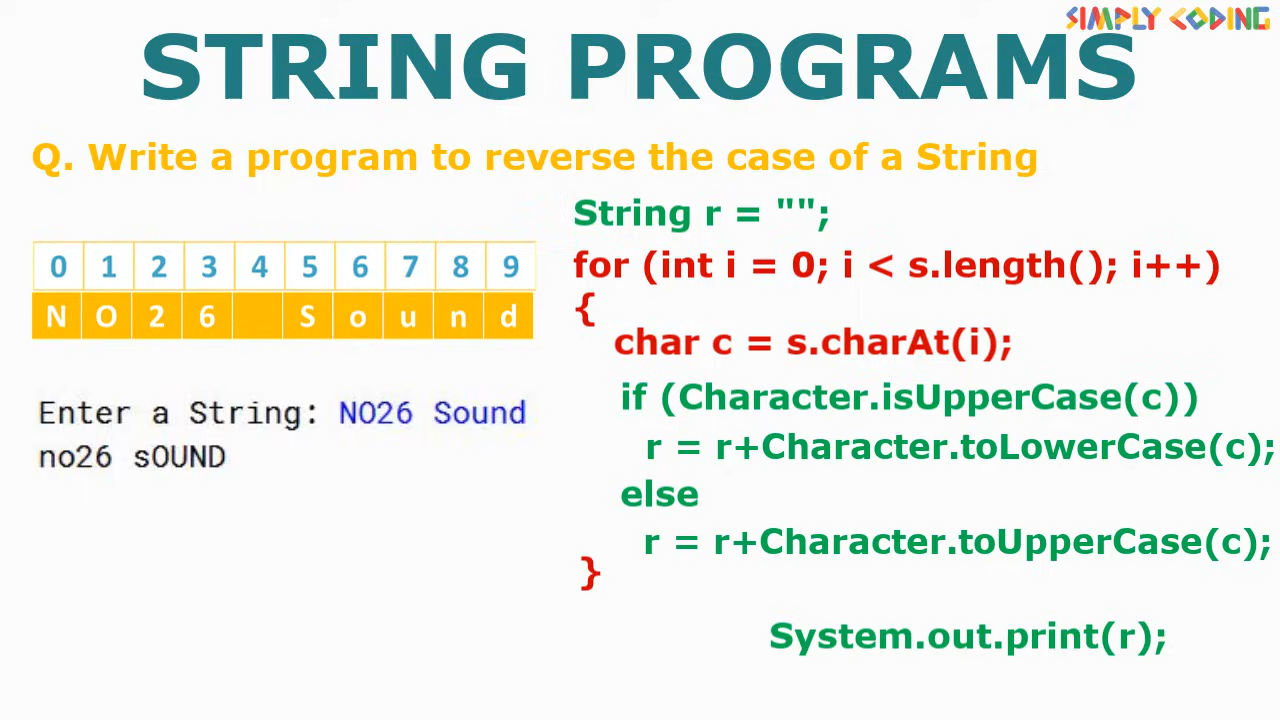 SIMPLY CODING
STRING PROGRAMS
Q. Write a program to reverse the case of a String
0 1 2 3 4 5 6 7 8 9
N O 2 6 S o u n d
Enter a String: NO26 Sound
no26 sOUND
String r = "";
for (int i = 0; i < s.length(); i++)
{
char c = s.charAt(i);
if (Character.isUpperCase(c))
r = r+Character.toLowerCase(c);
else
r = r+Character.toUpperCase(c);
}
System.out.print(r);